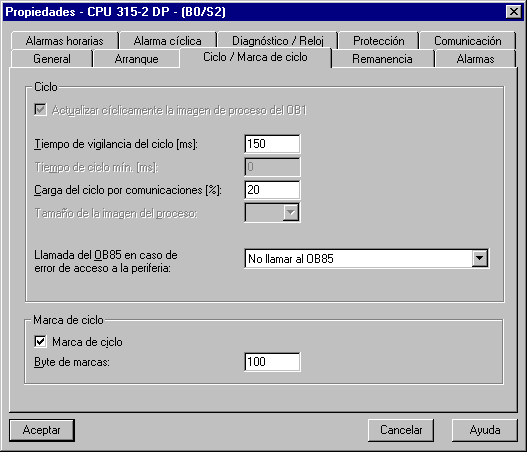 Propiedades - CPU 315-2 DP - (B0/S2)
Alarmas horarias
Alarma cíclica
Diagnóstico / Reloj
Protección
Comunicación
General
Arranque
Ciclo / Marca de ciclo
Remanencia
Alarmas
Ciclo
Actualizar cíclicamente la imagen de proceso del OB1
Tiempo de vigilancia del ciclo [ms]:
150
Tiempo de ciclo mín. [ms]:
0
Carga del ciclo por comunicaciones [%]:
20
Tamaño de la imagen del proceso:
Llamada del OB85 en caso de
error de acceso a la periferia:
No llamar al OB85
Marca de ciclo
Marca de ciclo
Byte de marcas:
100
Aceptar
Cancelar
Ayuda